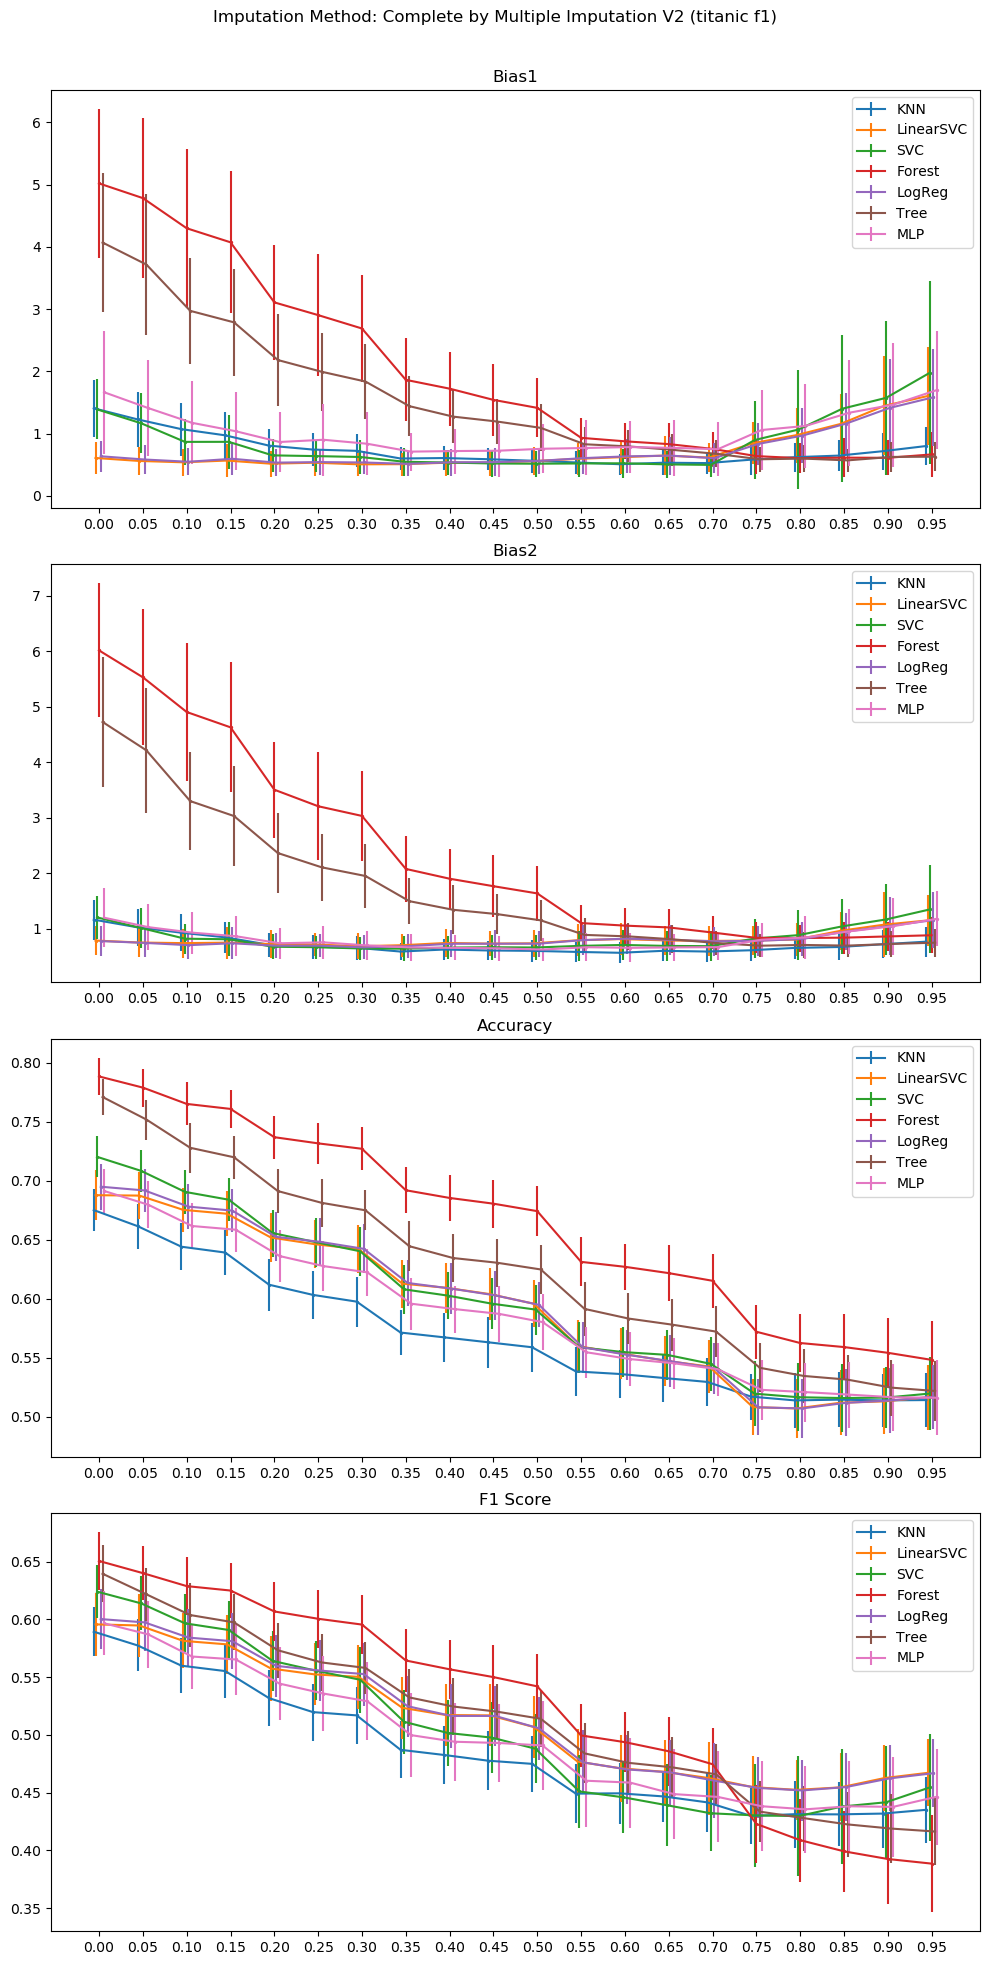 Imputation Method: Complete by Multiple Imputation V2 (titanic f1)
Bias1
6
5
4
3
2
1
0
KNN
LinearSVC
SVC
Forest
LogReg
Tree
MLP
0.00 0.05 0.10 0.15 0.20 0.25 0.30 0.35 0.40 0.45 0.50 0.55 0.60 0.65 0.70 0.75 0.80 0.85 0.90 0.95
Bias2
7
6
5
4
3
2
1
KNN
LinearSVC
SVC
Forest
LogReg
Tree
MLP
0.00 0.05 0.10 0.15 0.20 0.25 0.30 0.35 0.40 0.45 0.50 0.55 0.60 0.65 0.70 0.75 0.80 0.85 0.90 0.95
Accuracy
0.80
0.75
0.70
0.65
0.60
0.55
0.50
KNN
LinearSVC
SVC
Forest
LogReg
Tree
MLP
0.00 0.05 0.10 0.15 0.20 0.25 0.30 0.35 0.40 0.45 0.50 0.55 0.60 0.65 0.70 0.75 0.80 0.85 0.90 0.95
F1 Score
0.65
0.60
0.55
0.50
0.45
0.40
0.35
KNN
LinearSVC
SVC
Forest
LogReg
Tree
MLP
0.00 0.05 0.10 0.15 0.20 0.25 0.30 0.35 0.40 0.45 0.50 0.55 0.60 0.65 0.70 0.75 0.80 0.85 0.90 0.95